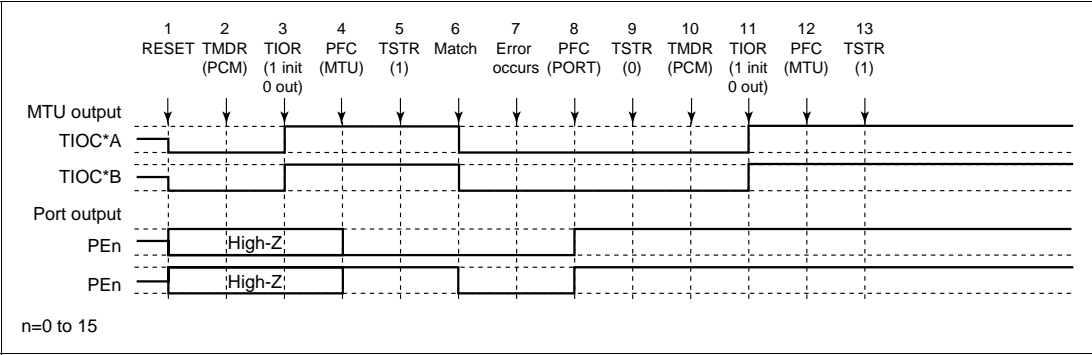 1 2 3 4 5 6 7 8 9 10 11 12 13
RESET TMDR TIOR PFC TSTR Match Error PFC TSTR TMDR TIOR PFC TSTR
(PCM) (1 init (MTU) (1) occurs (PORT) (0) (PCM) (1 init (MTU) (1)
0 out) 0 out)
MTU output
TIOC*A
TIOC*B
Port output
PEn High-Z
PEn High-Z
n=0 to 15